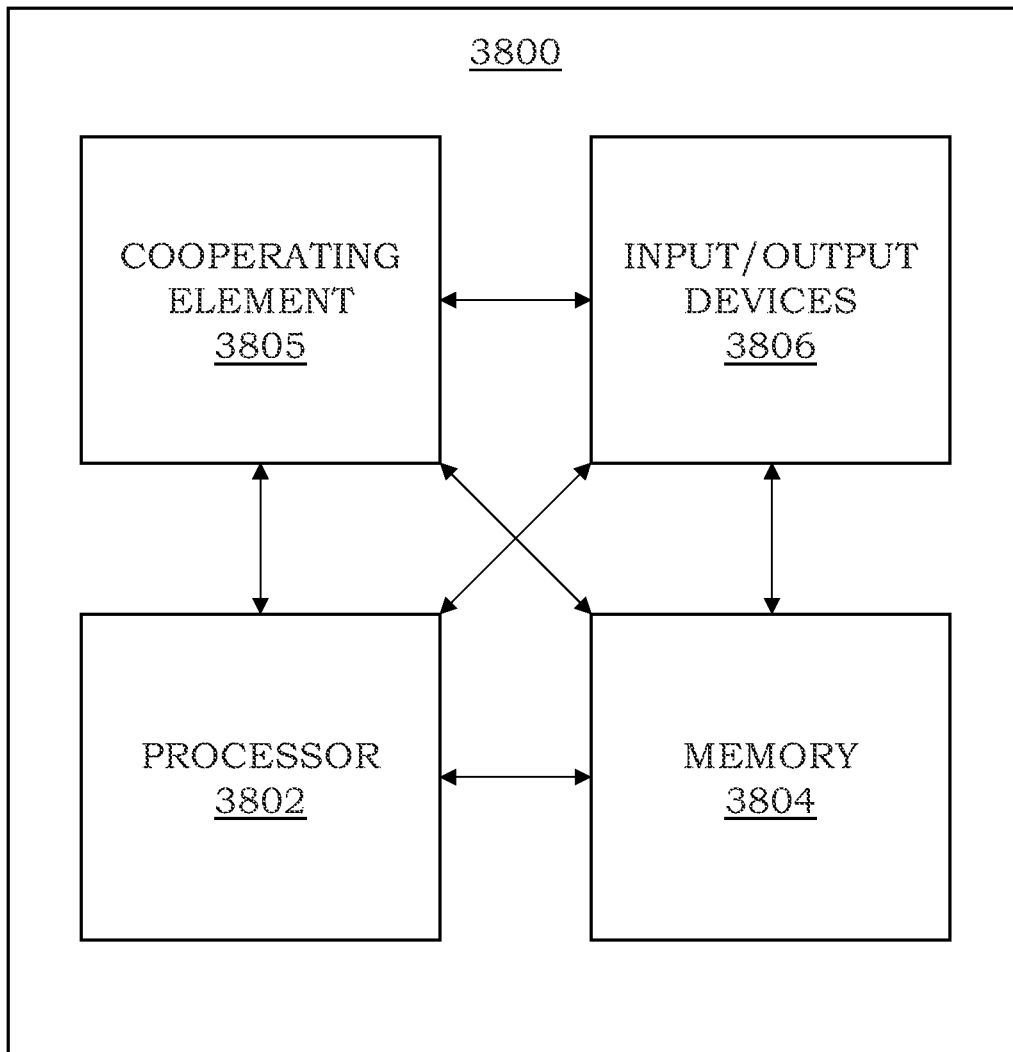 3800
COOPERATING
ELEMENT
3805
INPUT/OUTPUT
DEVICES
3806
PROCESSOR
3802
MEMORY
3804